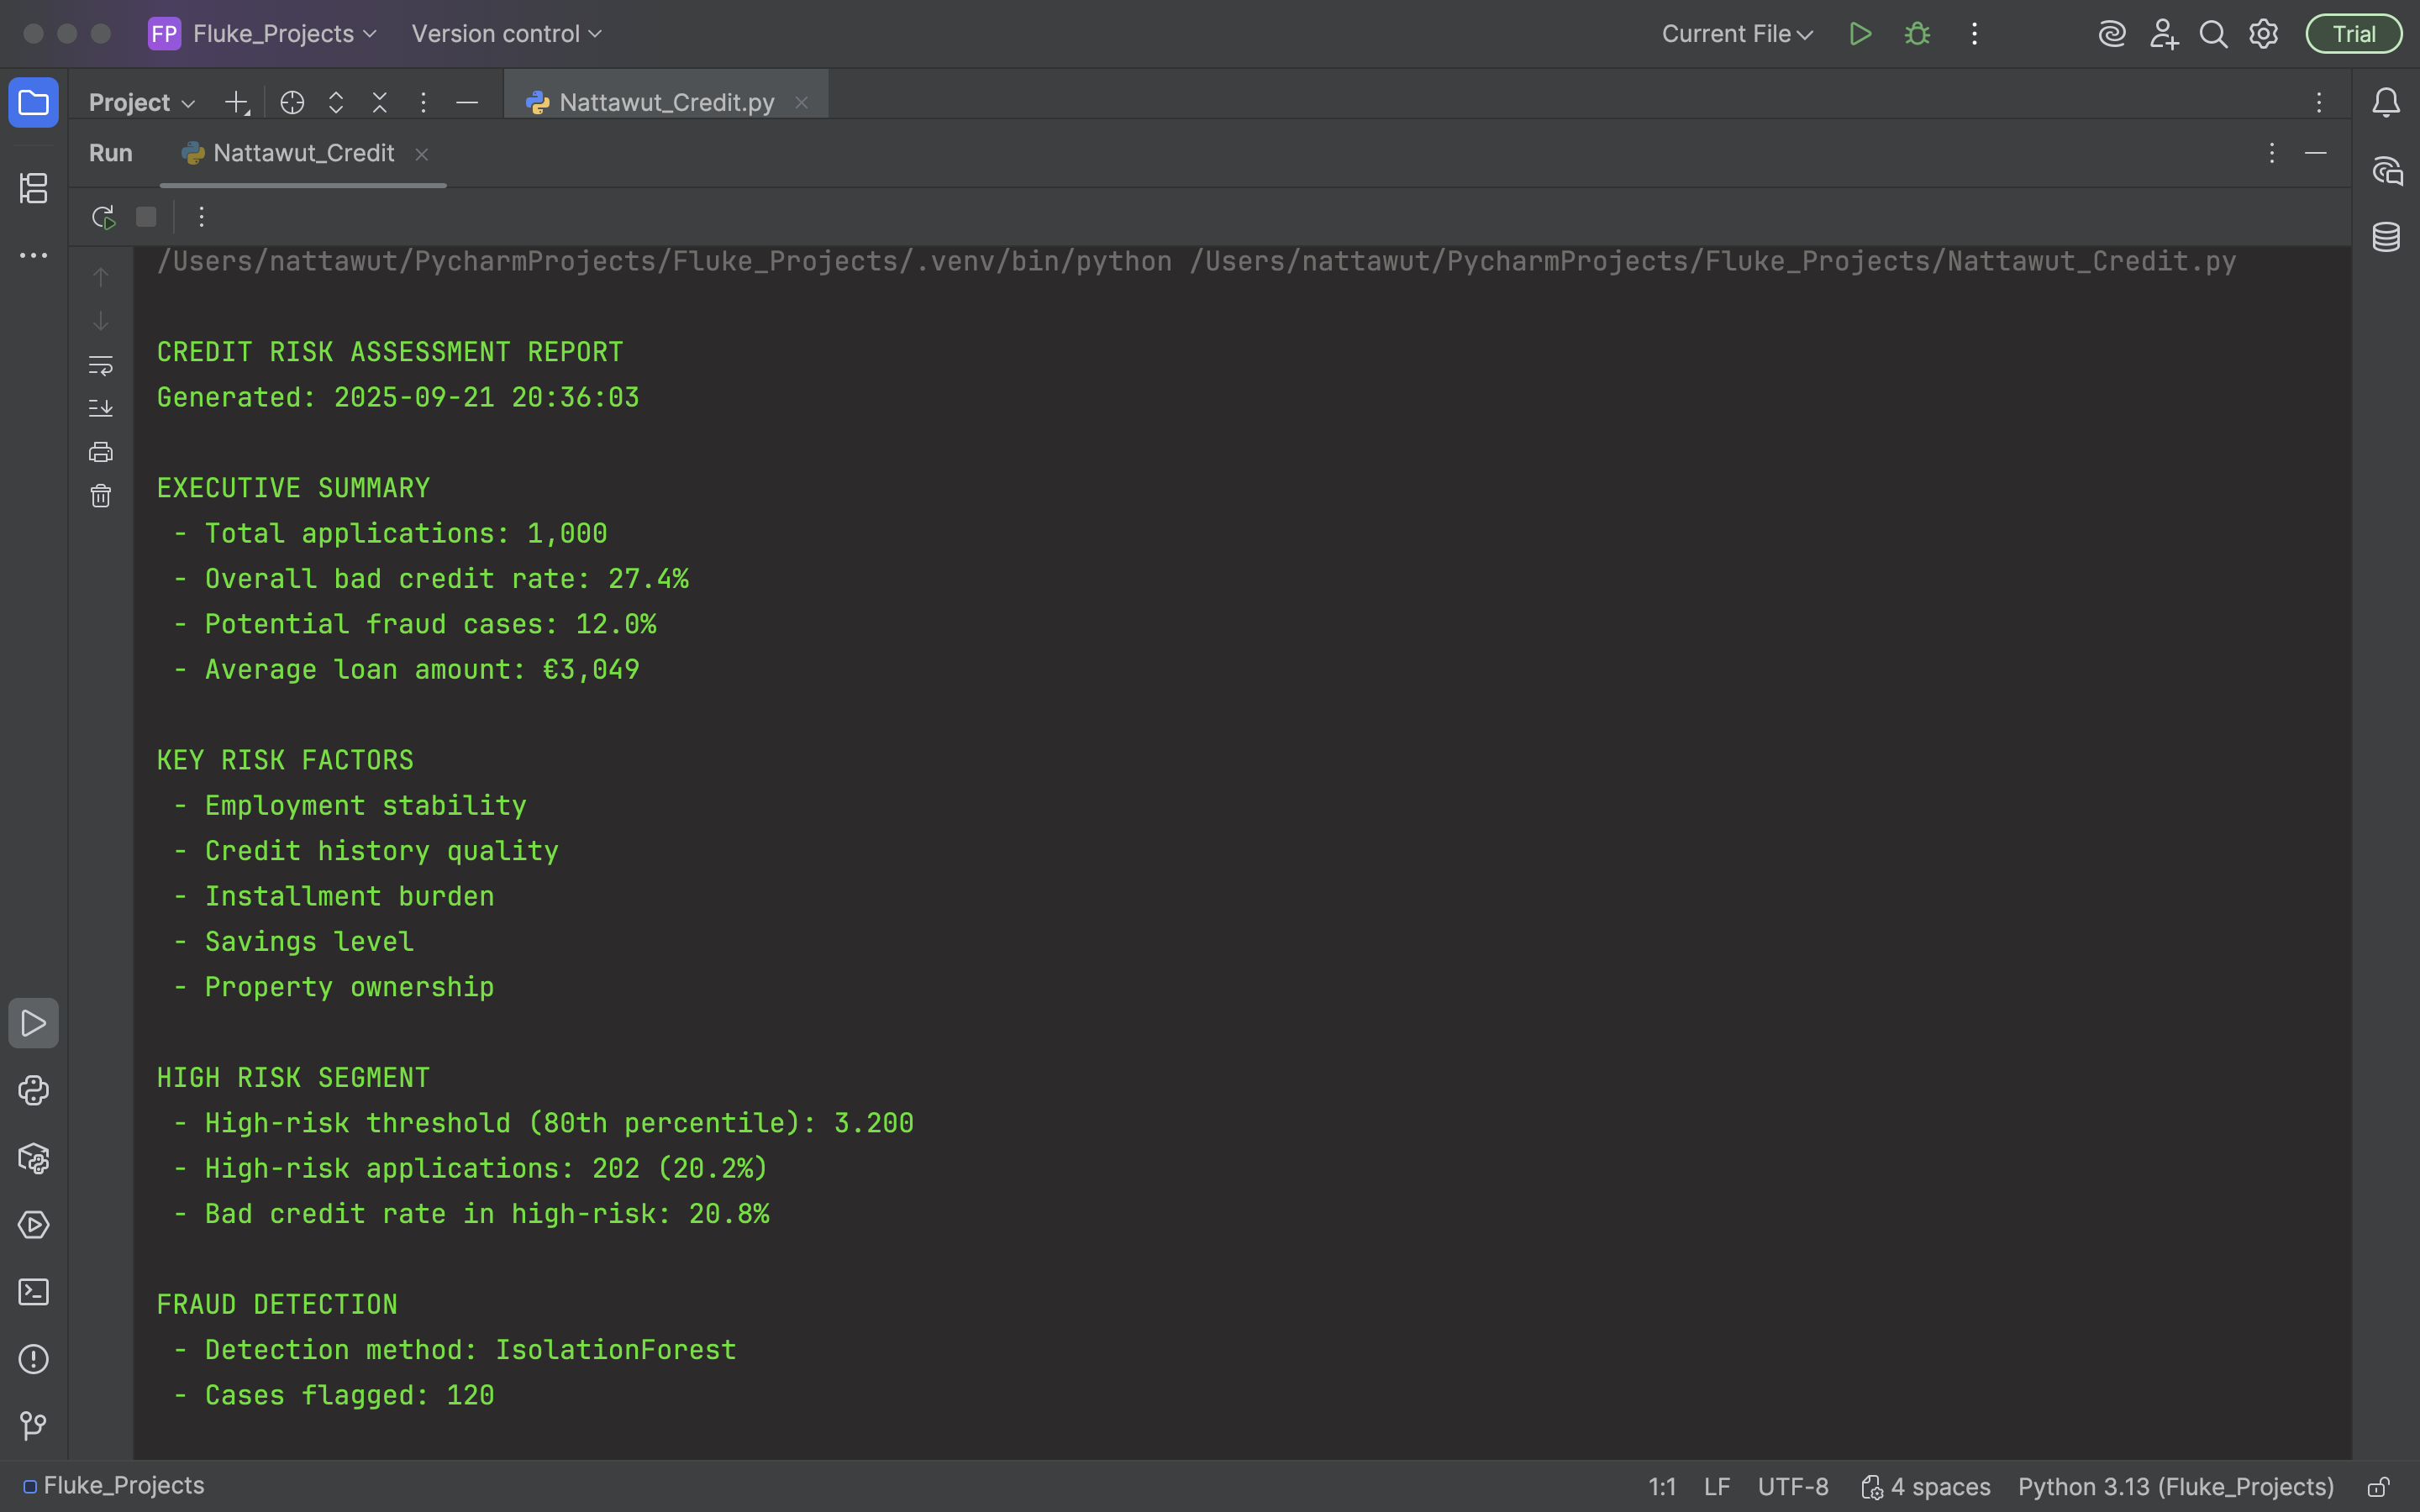 FP Fluke_Projects Version control Current File Trial
Project Nattawut_Credit.py
Run Nattawut_Credit
/Users/nattawut/PycharmProjects/Fluke_Projects/.venv/bin/python /Users/nattawut/PycharmProjects/Fluke_Projects/Nattawut_Credit.py
CREDIT RISK ASSESSMENT REPORT
Generated: 2025-09-21 20:36:03
EXECUTIVE SUMMARY
- Total applications: 1,000
- Overall bad credit rate: 27.4%
- Potential fraud cases: 12.0%
- Average loan amount: €3,049
KEY RISK FACTORS
- Employment stability
- Credit history quality
- Installment burden
- Savings level
- Property ownership
HIGH RISK SEGMENT
- High-risk threshold (80th percentile): 3.200
- High-risk applications: 202 (20.2%)
- Bad credit rate in high-risk: 20.8%
FRAUD DETECTION
- Detection method: IsolationForest
- Cases flagged: 120
Fluke_Projects 1:1 LF UTF-8 4 spaces Python 3.13 (Fluke_Projects)